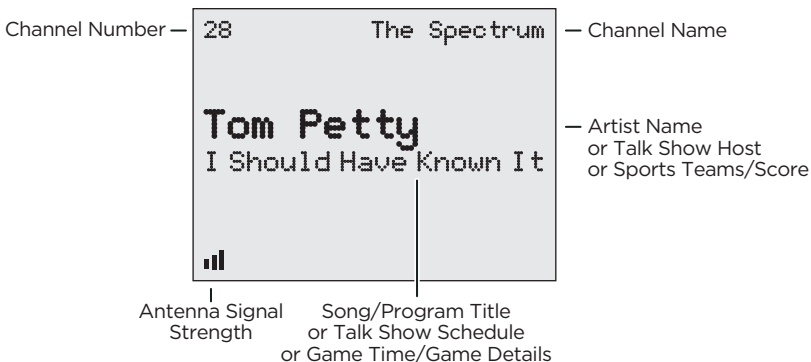 Channel Number
28
The Spectrum
Channel Name
Tom Petty
I Should Have Known It
Artist Name
or Talk Show Host
or Sports Teams/Score
Antenna Signal
Strength
Song/Program Title
or Talk Show Schedule
or Game Time/Game Details